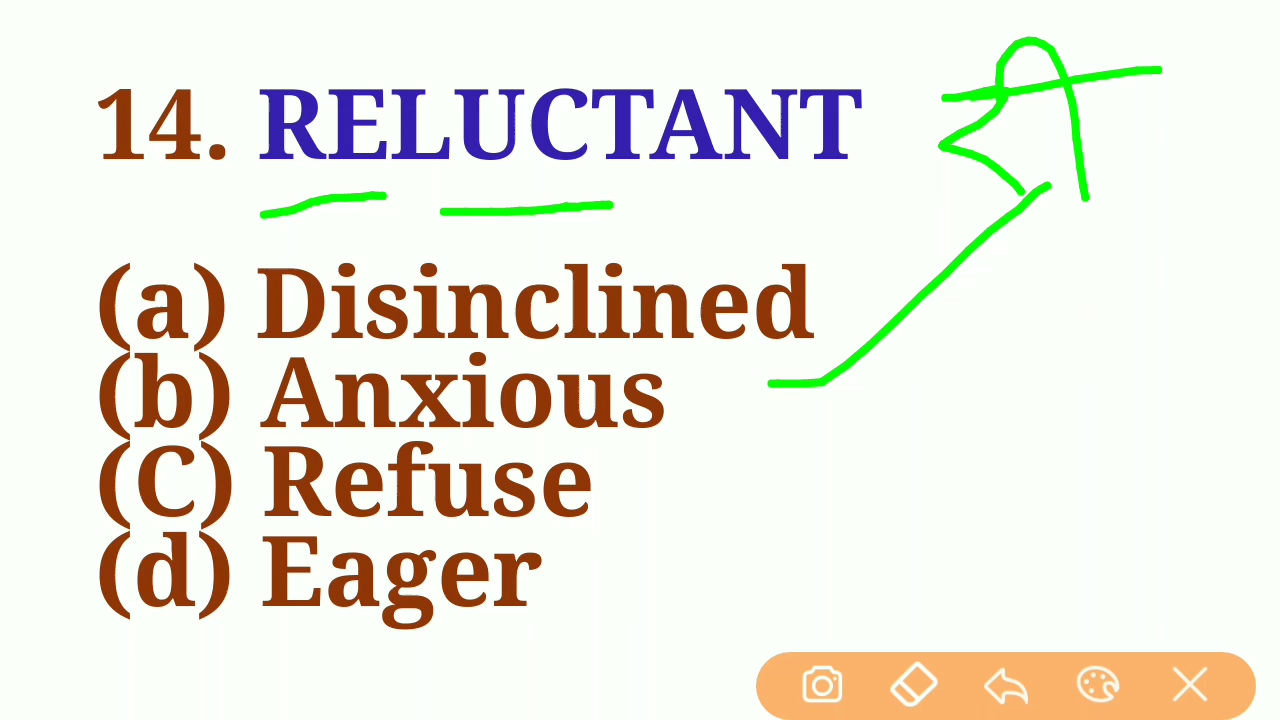 14. RELUCTANT
(a) Disinclined
(b) Anxious
(C) Refuse
(d) Eager